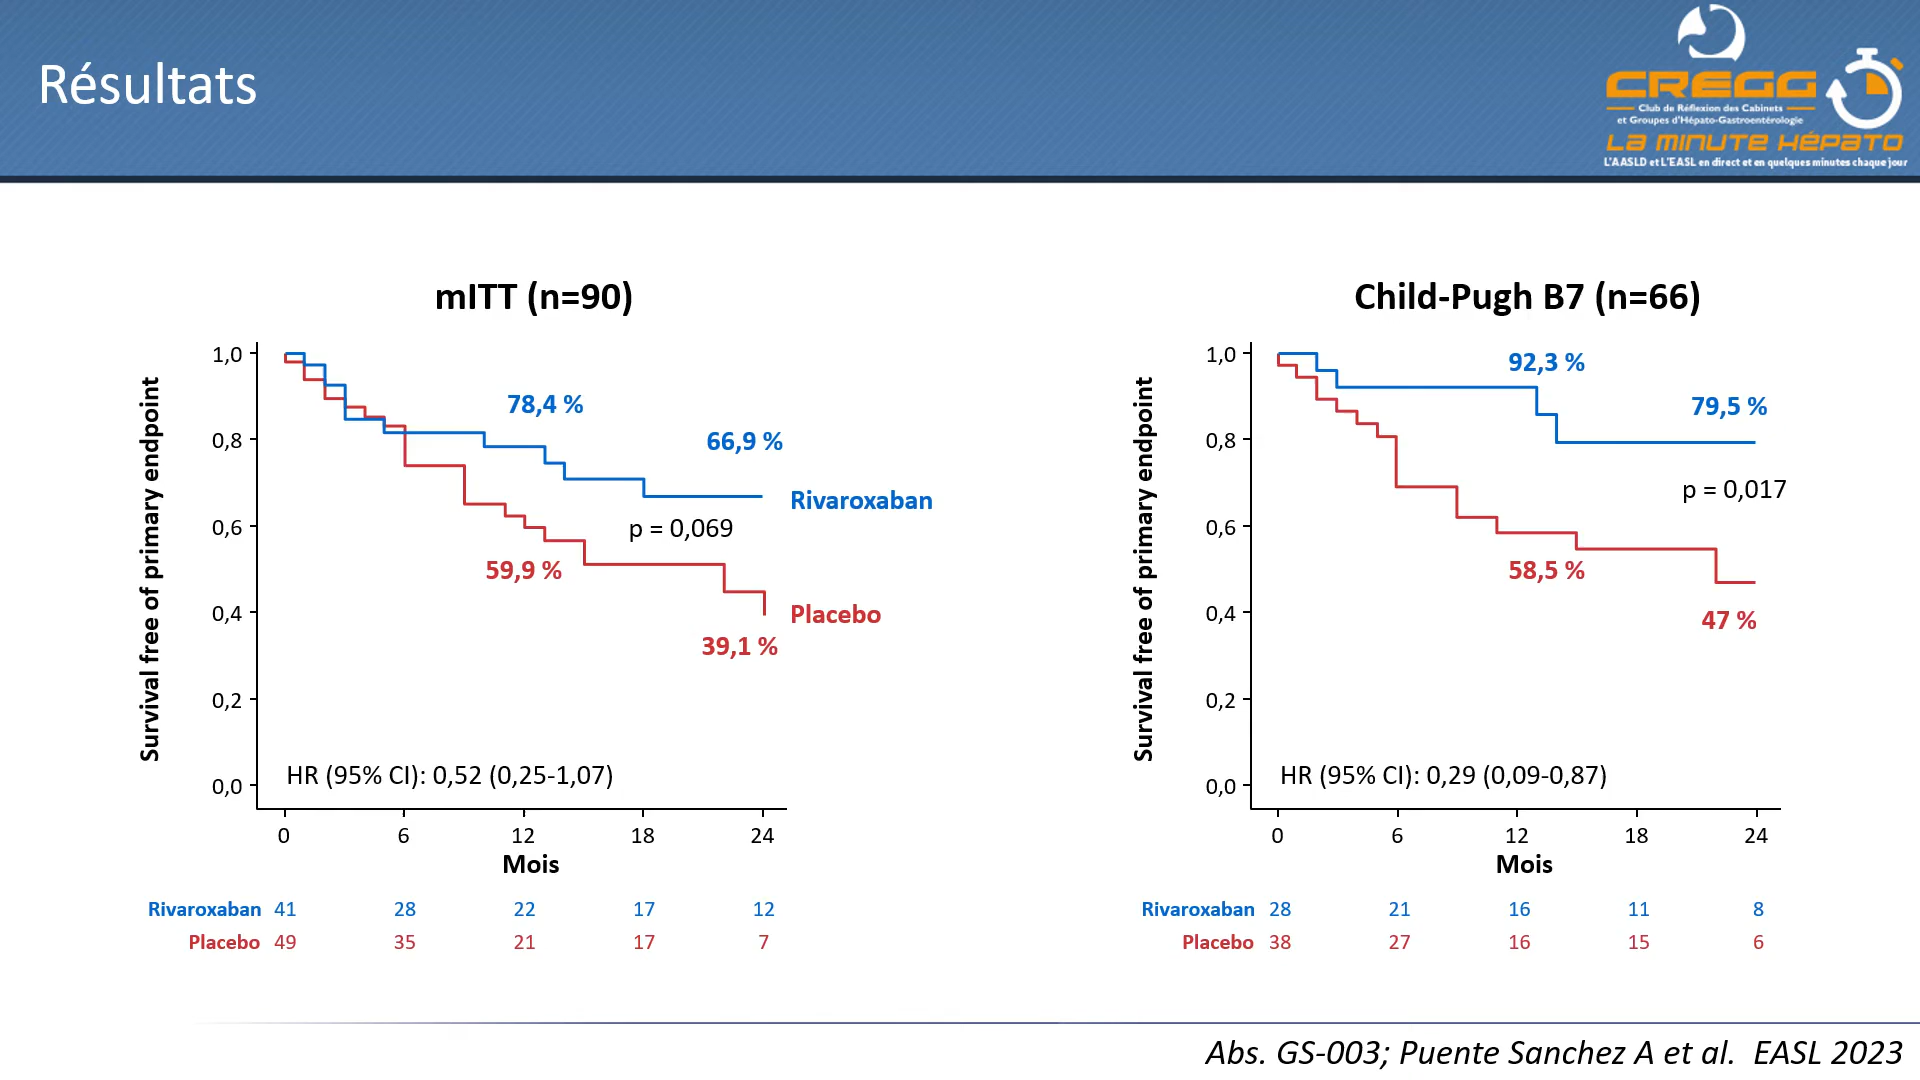 Résultats
CREGG
Club de Réflexion des Cabinets
et Groupes d'Hépato-Gastroentérologie
La minute hépato
L'AASLD et L'EASL en direct et en quelques minutes chaque jour
mITT (n=90)
Survival free of primary endpoint
1,0
0,8
0,6
0,4
0,2
0,0
78,4 %
66,9 %
Rivaroxaban
p = 0,069
59,9 %
Placebo
39,1 %
HR (95% CI): 0,52 (0,25-1,07)
0 6 12 18 24
Mois
Rivaroxaban 41 28 22 17 12
Placebo 49 35 21 17 7
Child-Pugh B7 (n=66)
Survival free of primary endpoint
1,0
0,8
0,6
0,4
0,2
0,0
92,3 %
79,5 %
p = 0,017
58,5 %
47 %
HR (95% CI): 0,29 (0,09-0,87)
0 6 12 18 24
Mois
Rivaroxaban 28 21 16 11 8
Placebo 38 27 16 15 6
Abs. GS-003; Puente Sanchez A et al. EASL 2023